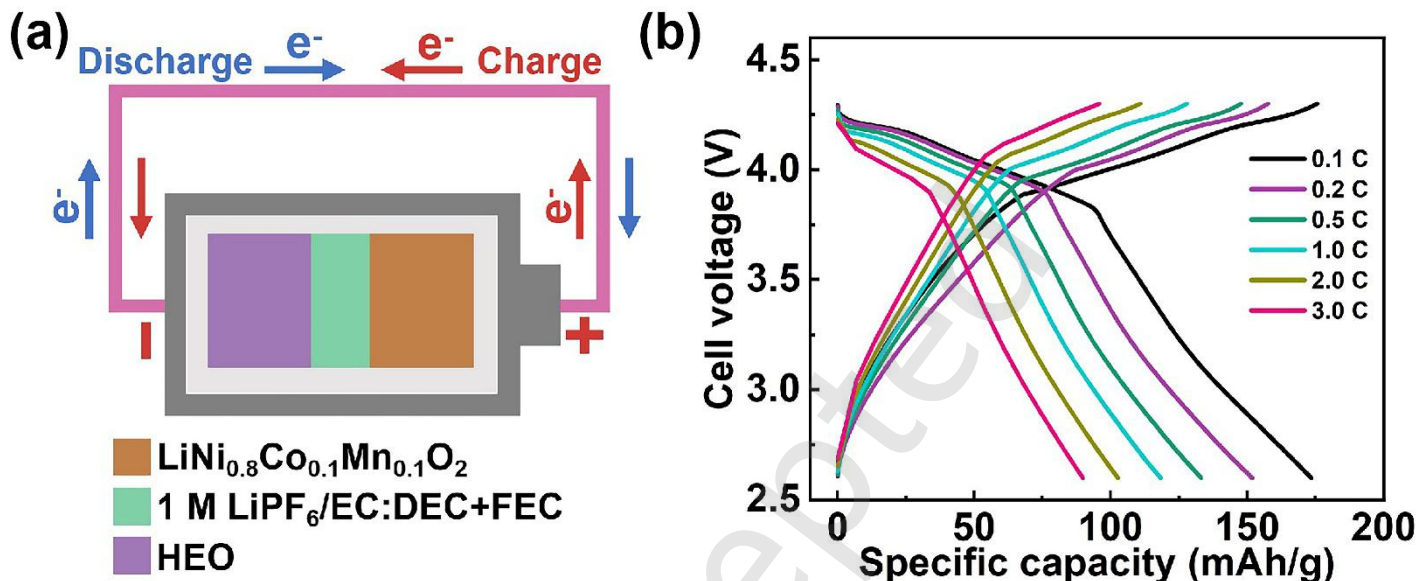 (a)
Discharge e⁻ e⁻ Charge
e⁻ e⁻
− +
LiNi₀.₈Co₀.₁Mn₀.₁O₂
1 M LiPF₆/EC:DEC+FEC
HEO
(b)
Cell voltage (V)
4.5
4.0
3.5
3.0
2.5
0 50 100 150 200
Specific capacity (mAh/g)
0.1 C
0.2 C
0.5 C
1.0 C
2.0 C
3.0 C
epted